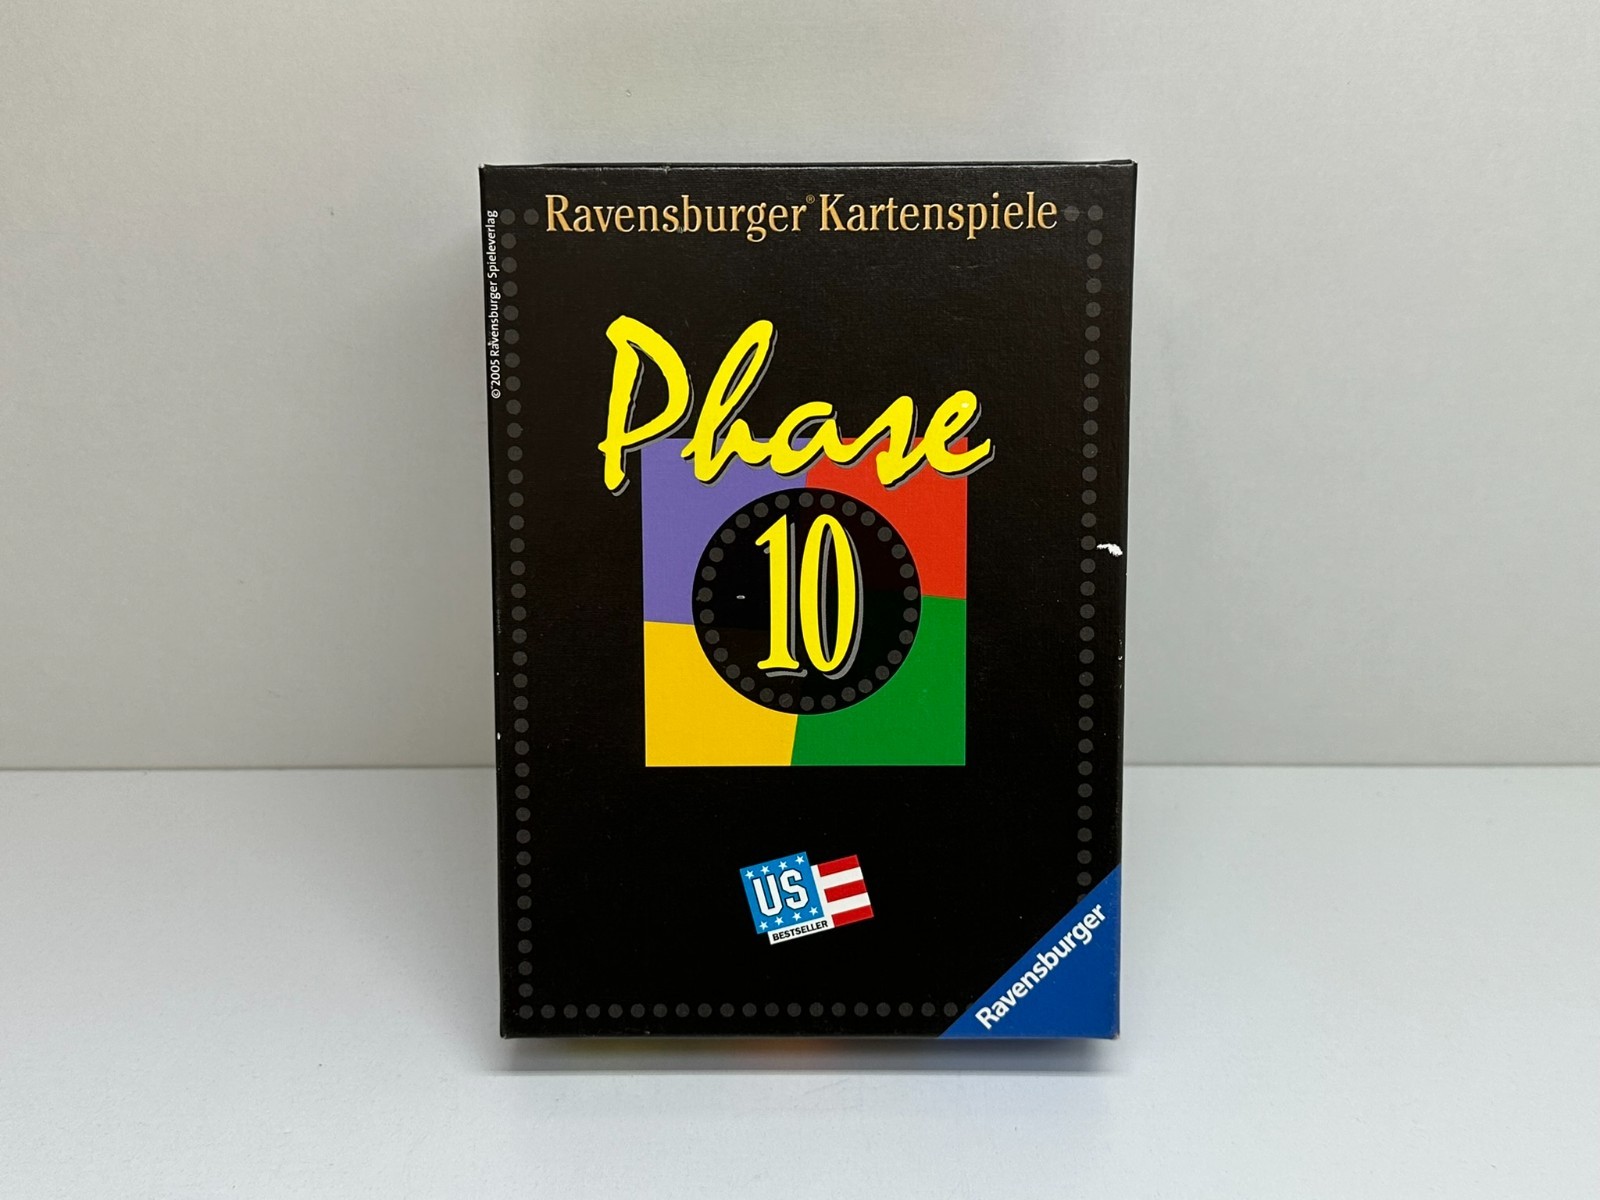 Ravensburger® Kartenspiele
© 2005 Ravensburger Spieleverlag
Phase
10
US
BESTSELLER
Ravensburger